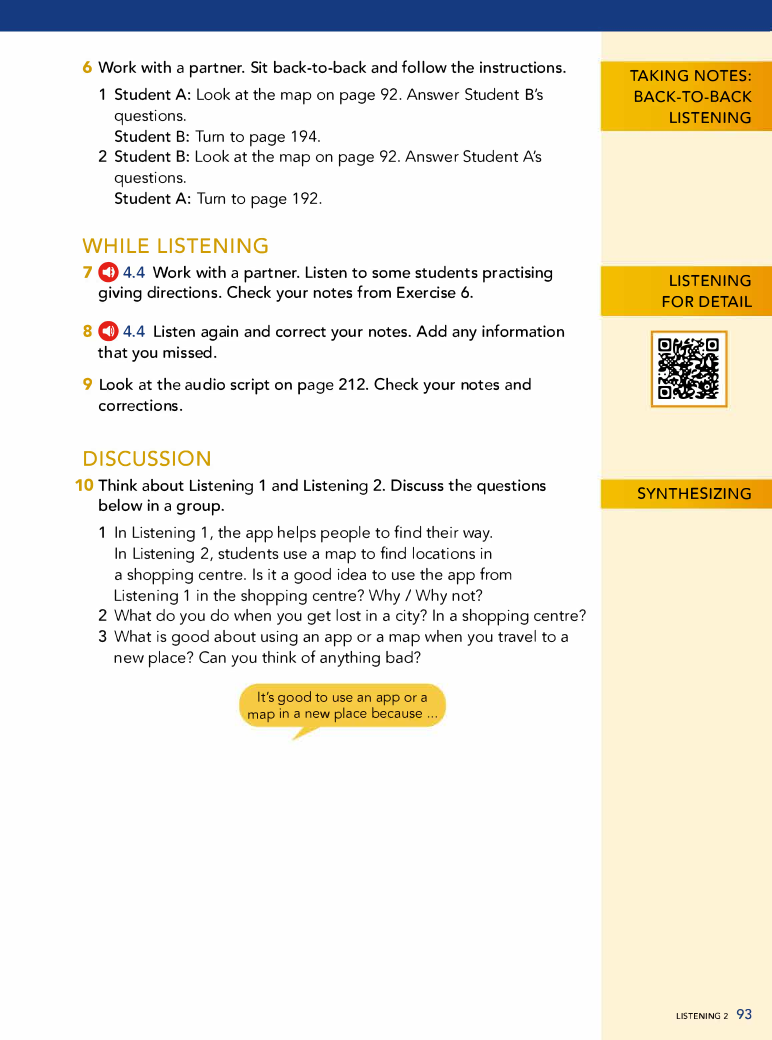 6 Work with a partner. Sit back-to-back and follow the instructions.
1 Student A: Look at the map on page 92. Answer Student B's
questions.
Student B: Turn to page 194.
2 Student B: Look at the map on page 92. Answer Student A's
questions.
Student A: Turn to page 192.
TAKING NOTES:
BACK-TO-BACK
LISTENING
WHILE LISTENING
7 4.4 Work with a partner. Listen to some students practising
giving directions. Check your notes from Exercise 6.
8 4.4 Listen again and correct your notes. Add any information
that you missed.
9 Look at the audio script on page 212. Check your notes and
corrections.
LISTENING
FOR DETAIL
DISCUSSION
10 Think about Listening 1 and Listening 2. Discuss the questions
below in a group.
1 In Listening 1, the app helps people to find their way.
In Listening 2, students use a map to find locations in
a shopping centre. Is it a good idea to use the app from
Listening 1 in the shopping centre? Why / Why not?
2 What do you do when you get lost in a city? In a shopping centre?
3 What is good about using an app or a map when you travel to a
new place? Can you think of anything bad?
SYNTHESIZING
It's good to use an app or a
map in a new place because ...
LISTENING 2 93